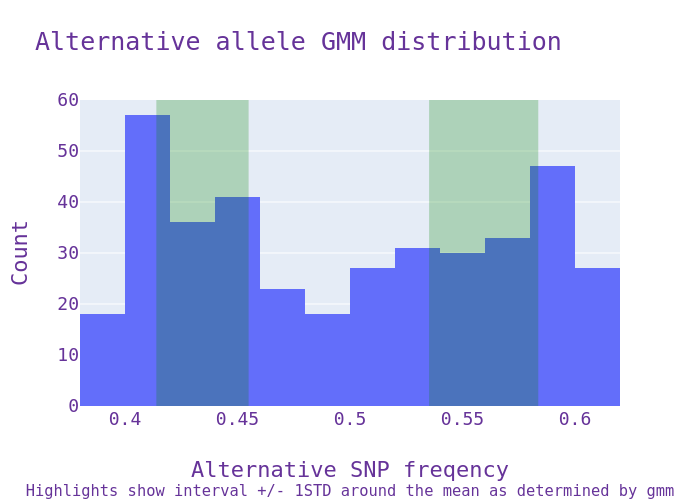 Alternative allele GMM distribution
60
50
40
30
20
10
0
Count
0.4 0.45 0.5 0.55 0.6
Alternative SNP freqency
Highlights show interval +/- 1STD around the mean as determined by gmm